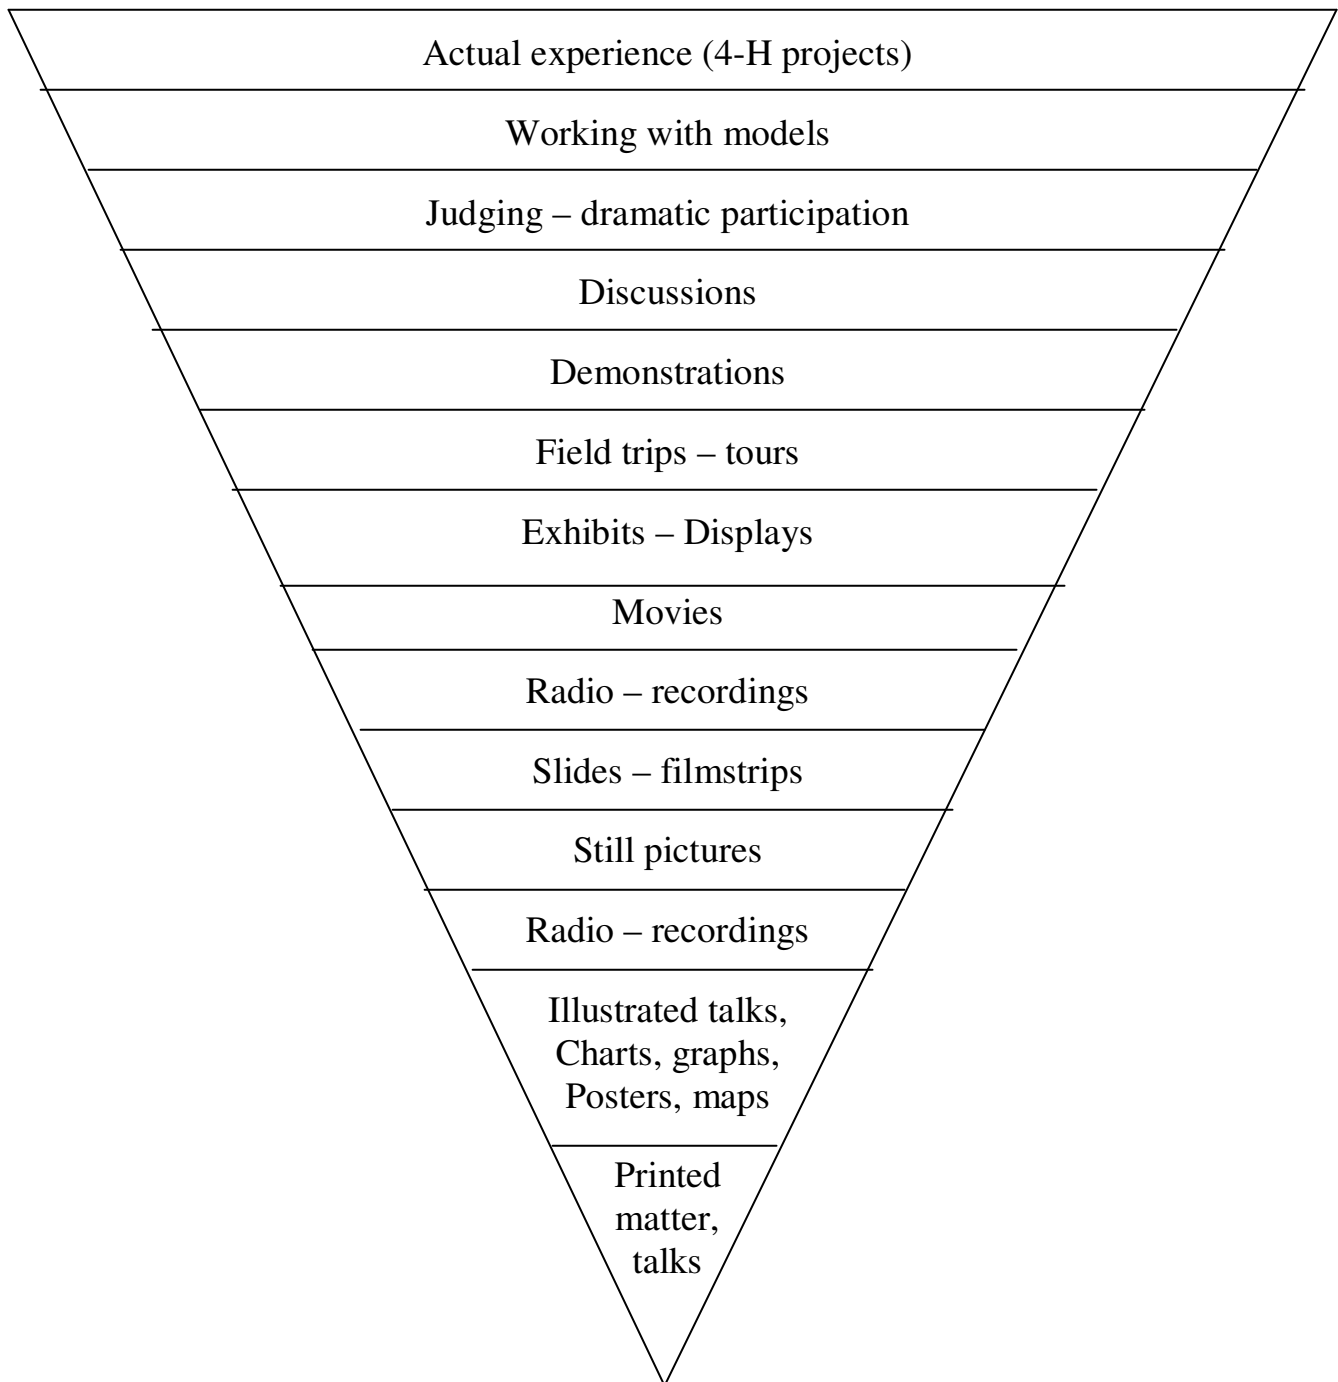 Actual experience (4-H projects)
Working with models
Judging – dramatic participation
Discussions
Demonstrations
Field trips – tours
Exhibits – Displays
Movies
Radio – recordings
Slides – filmstrips
Still pictures
Radio – recordings
Illustrated talks,
Charts, graphs,
Posters, maps
Printed
matter,
talks